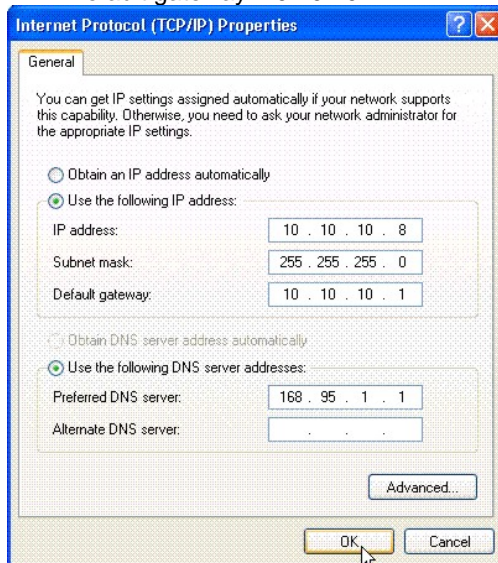 Internet Protocol (TCP/IP) Properties
General
You can get IP settings assigned automatically if your network supports
this capability. Otherwise, you need to ask your network administrator for
the appropriate IP settings.
Obtain an IP address automatically
Use the following IP address:
IP address: 10 . 10 . 10 . 8
Subnet mask: 255 . 255 . 255 . 0
Default gateway: 10 . 10 . 10 . 1
Obtain DNS server address automatically
Use the following DNS server addresses:
Preferred DNS server: 168 . 95 . 1 . 1
Alternate DNS server: . . .
Advanced...
OK Cancel